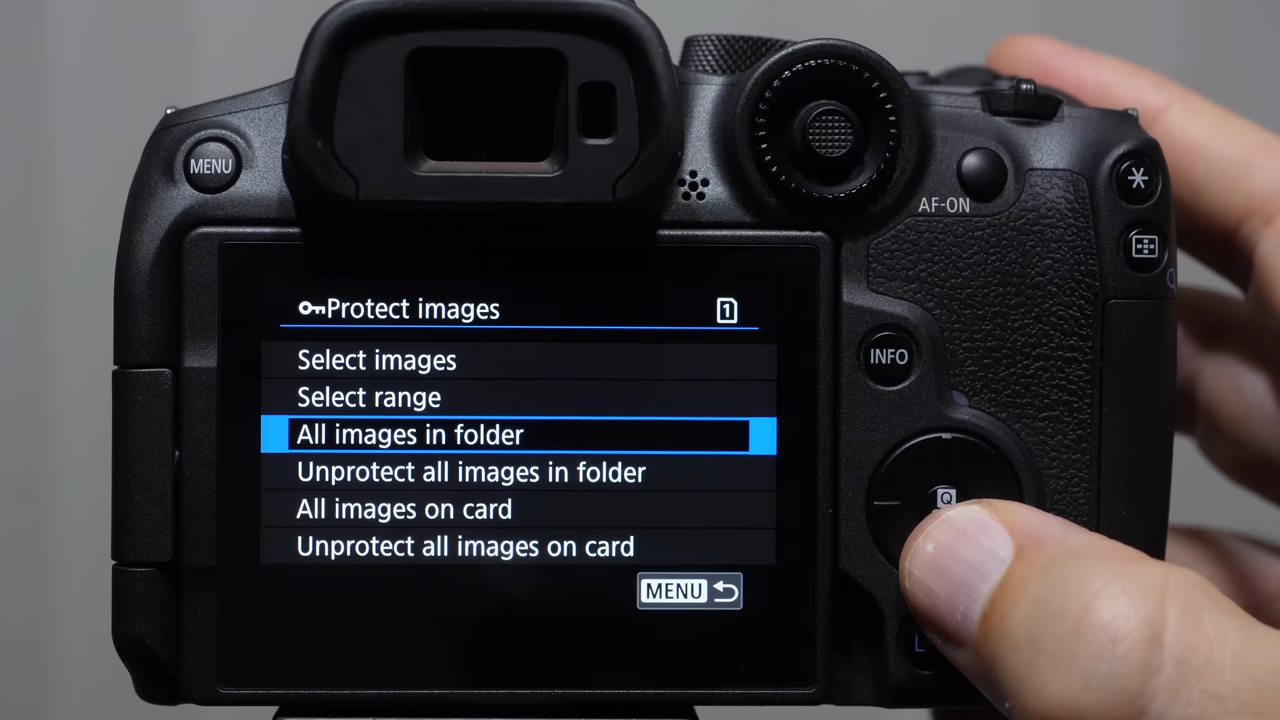 MENU
AF-ON
INFO
Protect images 1
Select images
Select range
All images in folder
Unprotect all images in folder
All images on card
Unprotect all images on card
MENU
Q